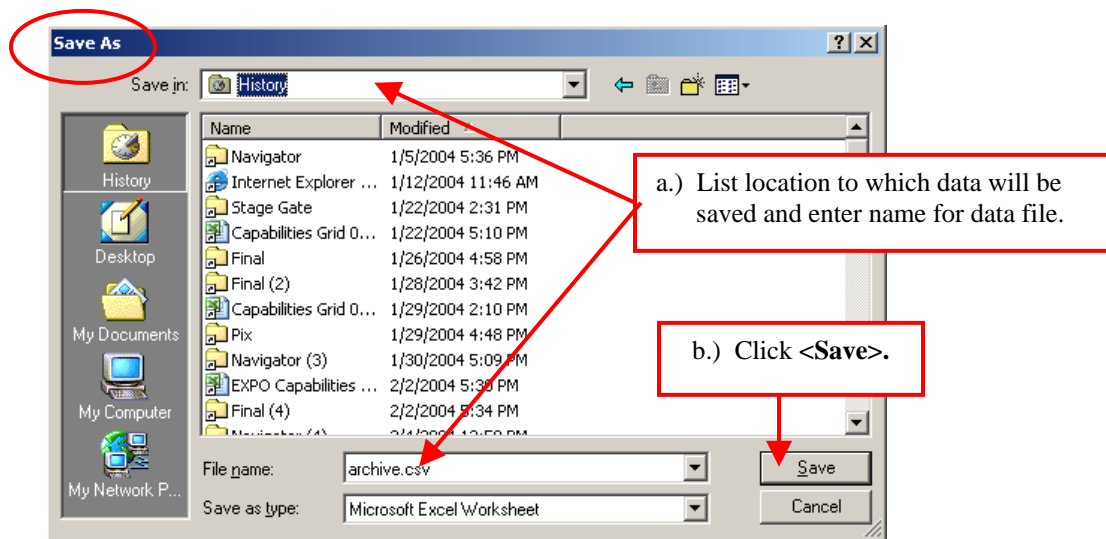 Save As
Save in: History
Name Modified
Navigator 1/5/2004 5:36 PM
Internet Explorer ... 1/12/2004 11:46 AM
Stage Gate 1/22/2004 2:31 PM
Capabilities Grid 0... 1/22/2004 5:10 PM
Final 1/26/2004 4:58 PM
Final (2) 1/28/2004 3:42 PM
Capabilities Grid 0... 1/29/2004 2:10 PM
Pix 1/29/2004 4:48 PM
Navigator (3) 1/30/2004 5:09 PM
EXPO Capabilities ... 2/2/2004 5:30 PM
Final (4) 2/2/2004 5:34 PM
History
Desktop
My Documents
My Computer
My Network P...
a.) List location to which data will be
saved and enter name for data file.
b.) Click <Save>.
File name: archive.csv
Save
Save as type: Microsoft Excel Worksheet
Cancel